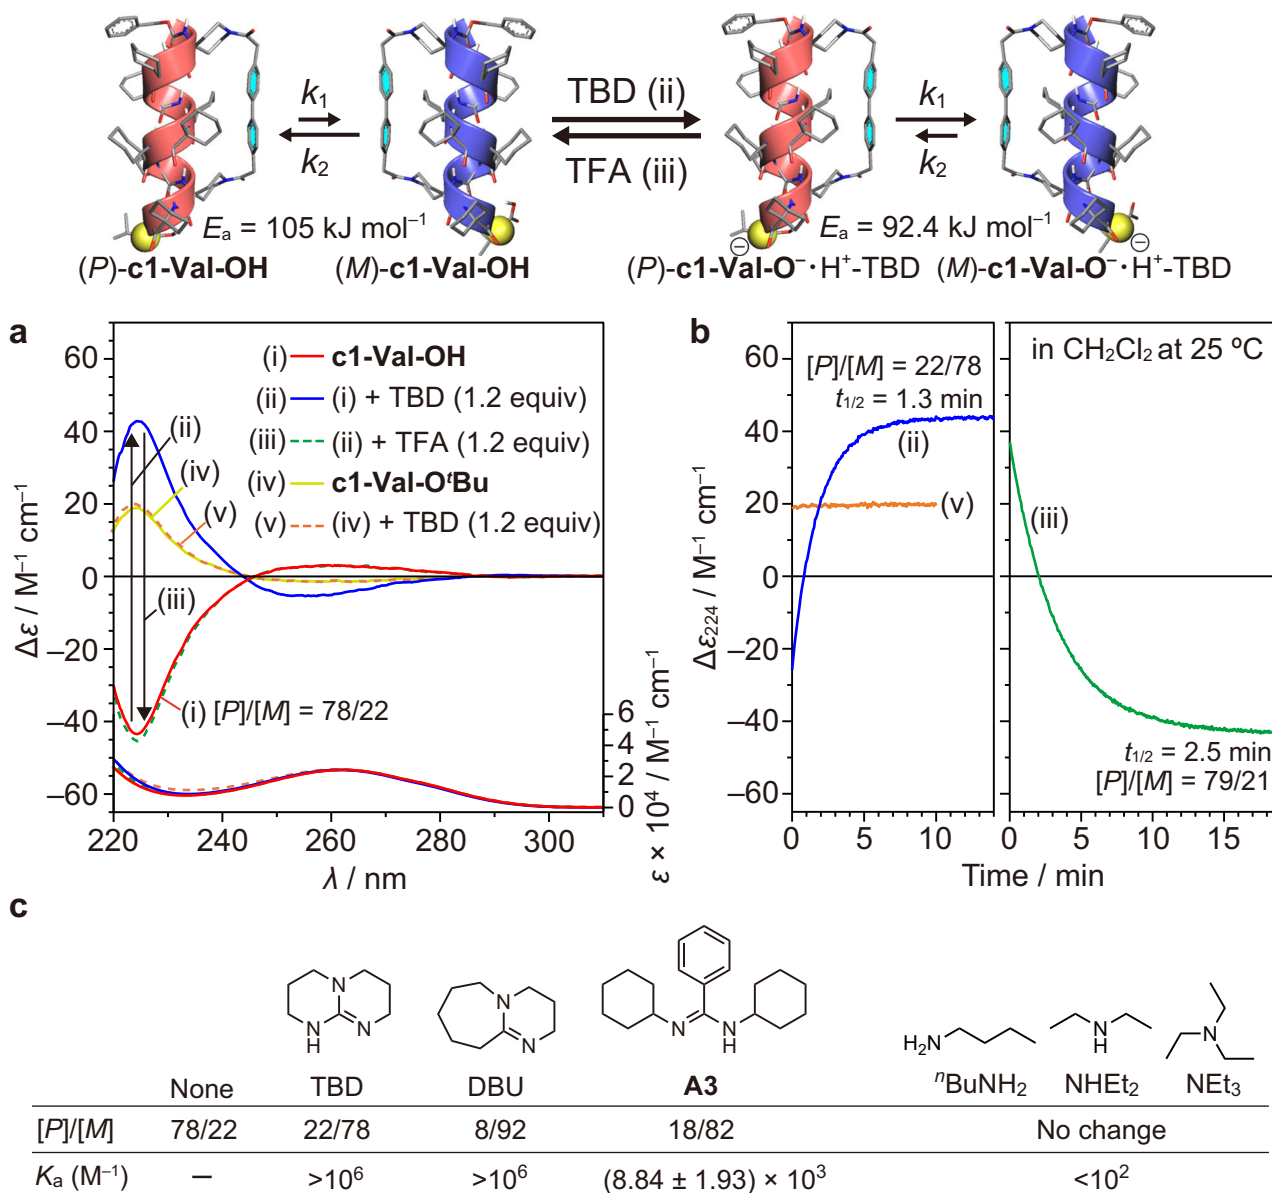 k₁
k₂
TBD (ii)
TFA (iii)
k₁
k₂
Eₐ = 105 kJ mol⁻¹
Eₐ = 92.4 kJ mol⁻¹
⊖
⊖
(P)-c1-Val-OH
(M)-c1-Val-OH
(P)-c1-Val-O⁻·H⁺-TBD
(M)-c1-Val-O⁻·H⁺-TBD
a
(i) c1-Val-OH
(ii) (i) + TBD (1.2 equiv)
(iii) (ii) + TFA (1.2 equiv)
(iv) c1-Val-OᵗBu
(v) (iv) + TBD (1.2 equiv)
(ii)
(iv)
(v)
(iii)
(i) [P]/[M] = 78/22
60
40
20
0
–20
–40
–60
Δε / M⁻¹ cm⁻¹
6
4
2
0
ε × 10⁴ / M⁻¹ cm⁻¹
220 240 260 280 300
λ / nm
b
[P]/[M] = 22/78
t₁/₂ = 1.3 min
(ii)
(v)
in CH₂Cl₂ at 25 ºC
(iii)
t₁/₂ = 2.5 min
[P]/[M] = 79/21
60
40
20
0
–20
–40
–60
Δε₂₂₄ / M⁻¹ cm⁻¹
0 5 10 0 5 10 15
Time / min
c
N
N
H
N
N
N
N
N
H
H₂N
N
H
N
None TBD DBU A3 ⁿBuNH₂ NHEt₂ NEt₃
[P]/[M] 78/22 22/78 8/92 18/82 No change
Kₐ (M⁻¹) – >10⁶ >10⁶ (8.84 ± 1.93) × 10³ <10²